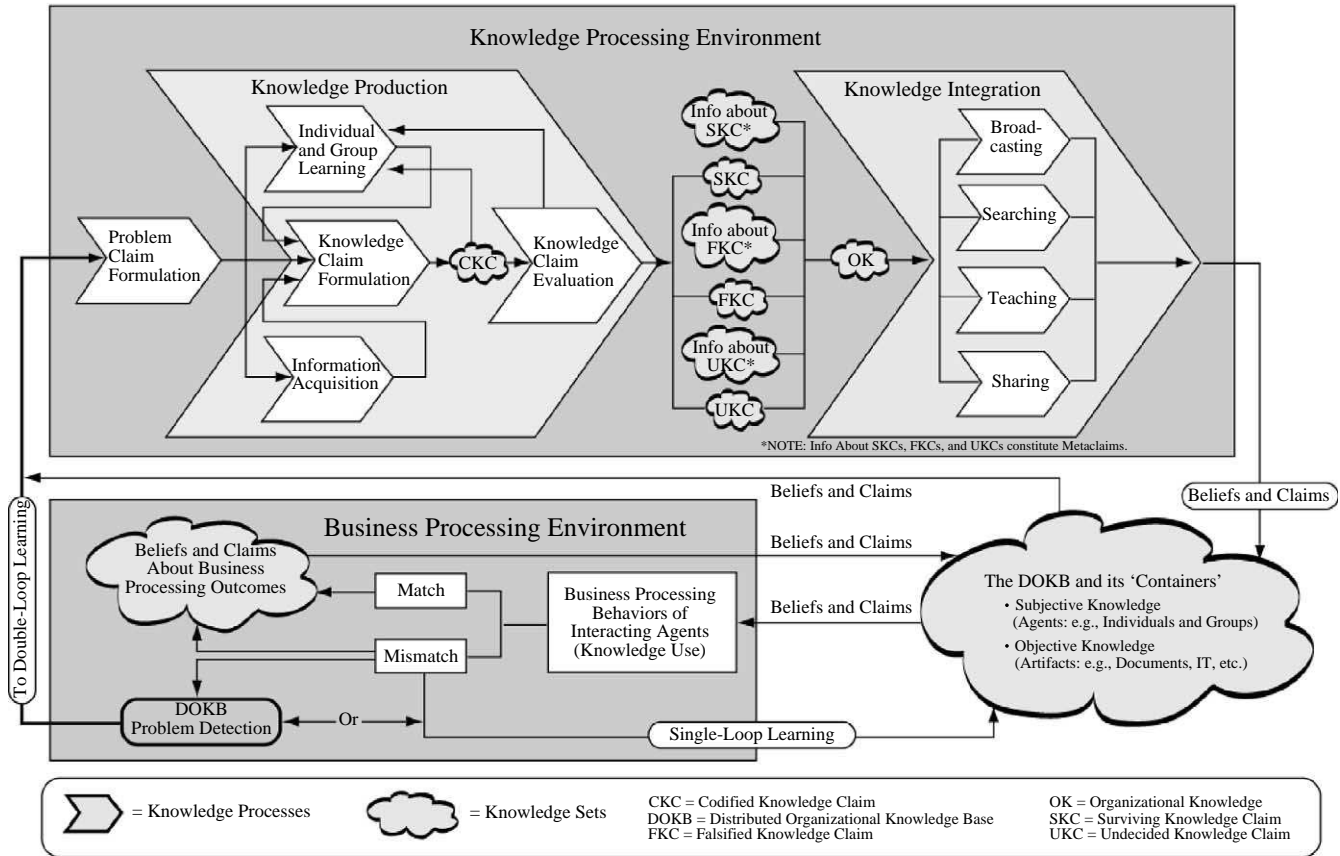 Knowledge Processing Environment
Knowledge Production
Individual
and Group
Learning
Problem
Claim
Formulation
Knowledge
Claim
Formulation
CKC
Knowledge
Claim
Evaluation
Information
Acquisition
Info about
SKC*
SKC
Info about
FKC*
FKC
Info about
UKC*
UKC
OK
Knowledge Integration
Broad-
casting
Searching
Teaching
Sharing
*NOTE: Info About SKCs, FKCs, and UKCs constitute Metaclaims.
Beliefs and Claims
Beliefs and Claims
To Double-Loop Learning
Business Processing Environment
Beliefs and Claims
About Business
Processing Outcomes
Match
Mismatch
Business Processing
Behaviors of
Interacting Agents
(Knowledge Use)
Beliefs and Claims
Beliefs and Claims
DOKB
Problem Detection
Or
Single-Loop Learning
The DOKB and its ‘Containers’
• Subjective Knowledge
(Agents: e.g., Individuals and Groups)
• Objective Knowledge
(Artifacts: e.g., Documents, IT, etc.)
= Knowledge Processes
= Knowledge Sets
CKC = Codified Knowledge Claim
DOKB = Distributed Organizational Knowledge Base
FKC = Falsified Knowledge Claim
OK = Organizational Knowledge
SKC = Surviving Knowledge Claim
UKC = Undecided Knowledge Claim